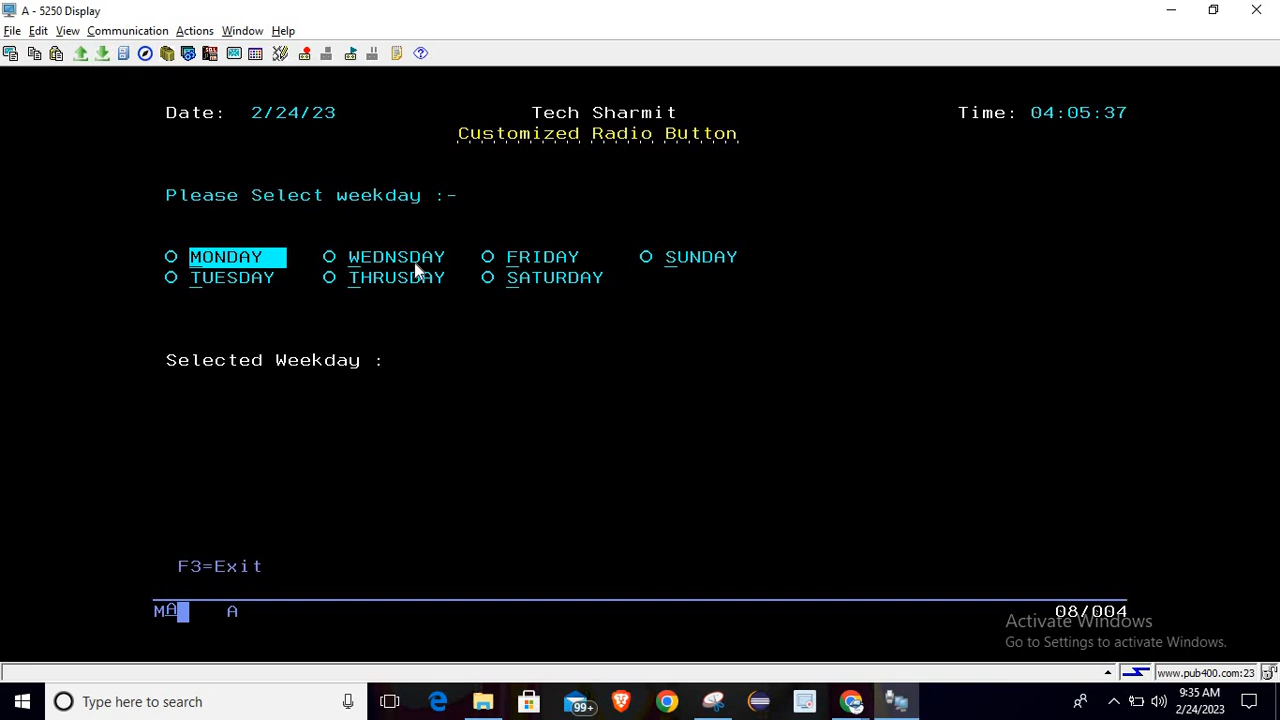 A - 5250 Display
File Edit View Communication Actions Window Help
Date: 2/24/23 Tech Sharmit Time: 04:05:37
Customized Radio Button
Please Select weekday :-
MONDAY WEDNSDAY FRIDAY SUNDAY
TUESDAY THRUSDAY SATURDAY
Selected Weekday :
F3=Exit
MA A 08/004
Activate Windows
Go to Settings to activate Windows.
www.pub400.com:23
Type here to search 99+ 9:35 AM
2/24/2023